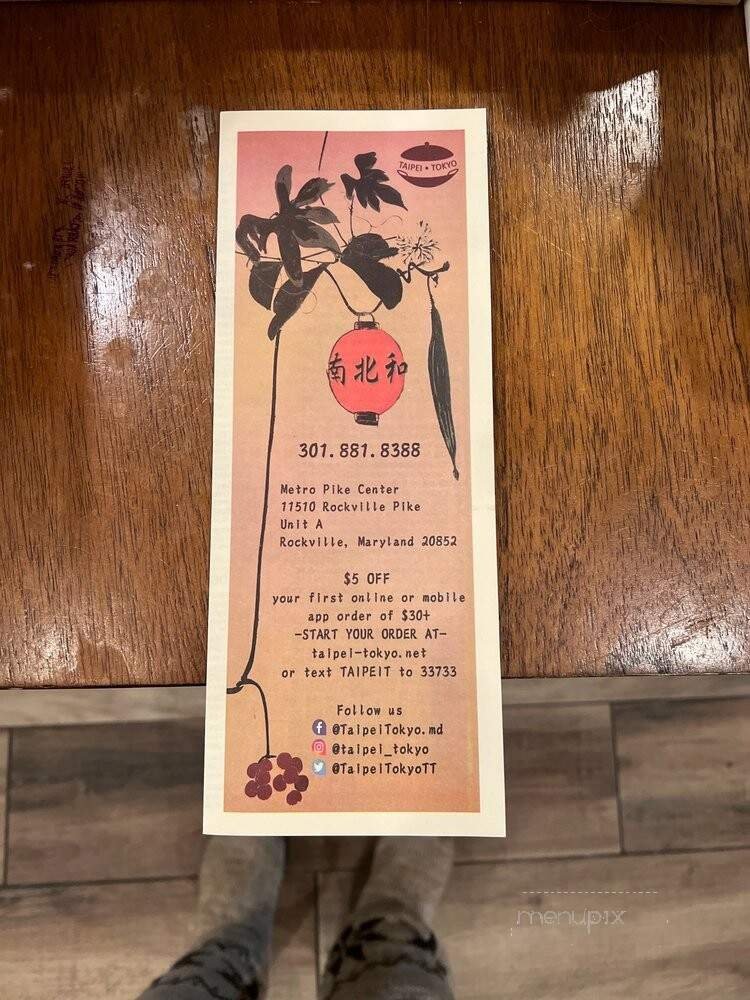 TAIPEI • TOKYO
南北和
301.881.8388
Metro Pike Center
11510 Rockville Pike
Unit A
Rockville, Maryland 20852
$5 OFF
your first online or mobile
app order of $30+
-START YOUR ORDER AT-
taipei-tokyo.net
or text TAIPEIT to 33733
Follow us
@TaipeiTokyo.md
@taipei_tokyo
@TaipeiTokyoTT
menupix